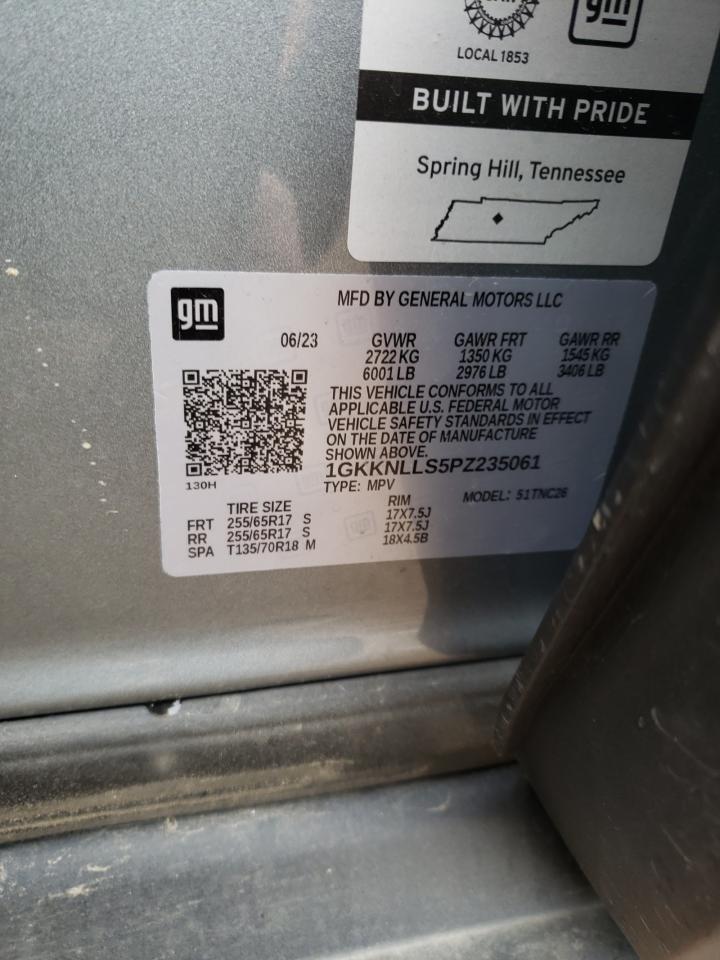 gm
LOCAL 1853
BUILT WITH PRIDE
Spring Hill, Tennessee
gm
MFD BY GENERAL MOTORS LLC
06/23 GVWR GAWR FRT GAWR RR
2722 KG 1350 KG 1545 KG
6001 LB 2976 LB 3406 LB
THIS VEHICLE CONFORMS TO ALL
APPLICABLE U.S. FEDERAL MOTOR
VEHICLE SAFETY STANDARDS IN EFFECT
ON THE DATE OF MANUFACTURE
SHOWN ABOVE.
1GKKNLLS5PZ235061
130H
TYPE: MPV MODEL: 51TNC26
TIRE SIZE RIM
FRT 255/65R17 S 17X7.5J
RR 255/65R17 S 17X7.5J
SPA T135/70R18 M 18X4.5B